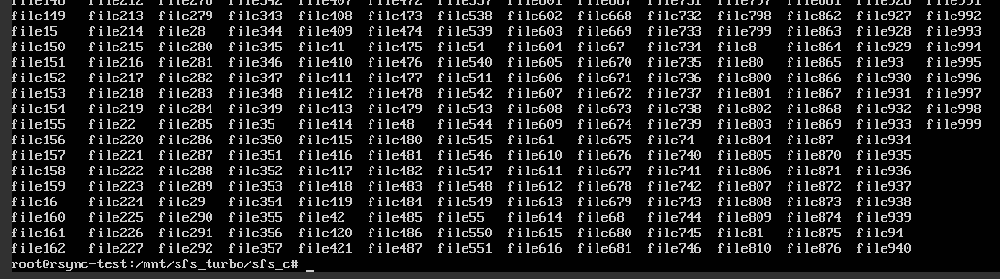 file149 file213 file279 file343 file408 file473 file538 file602 file668 file732 file798 file862 file927 file992
file15 file214 file28 file344 file409 file474 file539 file603 file669 file733 file799 file863 file928 file993
file150 file215 file280 file345 file41 file475 file54 file604 file67 file734 file8 file864 file929 file994
file151 file216 file281 file346 file410 file476 file540 file605 file670 file735 file80 file865 file93 file995
file152 file217 file282 file347 file411 file477 file541 file606 file671 file736 file800 file866 file930 file996
file153 file218 file283 file348 file412 file478 file542 file607 file672 file737 file801 file867 file931 file997
file154 file219 file284 file349 file413 file479 file543 file608 file673 file738 file802 file868 file932 file998
file155 file22 file285 file35 file414 file48 file544 file609 file674 file739 file803 file869 file933 file999
file156 file220 file286 file350 file415 file480 file545 file61 file675 file74 file804 file87 file934
file157 file221 file287 file351 file416 file481 file546 file610 file676 file740 file805 file870 file935
file158 file222 file288 file352 file417 file482 file547 file611 file677 file741 file806 file871 file936
file159 file223 file289 file353 file418 file483 file548 file612 file678 file742 file807 file872 file937
file16 file224 file29 file354 file419 file484 file549 file613 file679 file743 file808 file873 file938
file160 file225 file290 file355 file42 file485 file55 file614 file68 file744 file809 file874 file939
file161 file226 file291 file356 file420 file486 file550 file615 file680 file745 file81 file875 file94
file162 file227 file292 file357 file421 file487 file551 file616 file681 file746 file810 file876 file940
root@rsync-test:/mnt/sfs_turbo/sfs_c# _